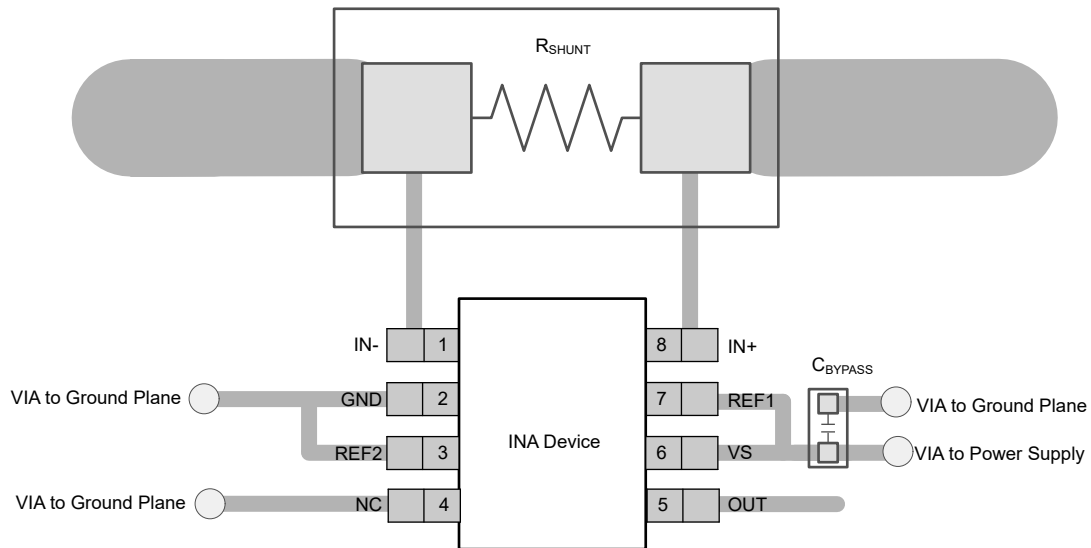 RSHUNT
IN-
1
8
IN+
CBYPASS
VIA to Ground Plane
GND
2
7
REF1
VIA to Ground Plane
INA Device
REF2
3
6
VS
VIA to Power Supply
VIA to Ground Plane
NC
4
5
OUT